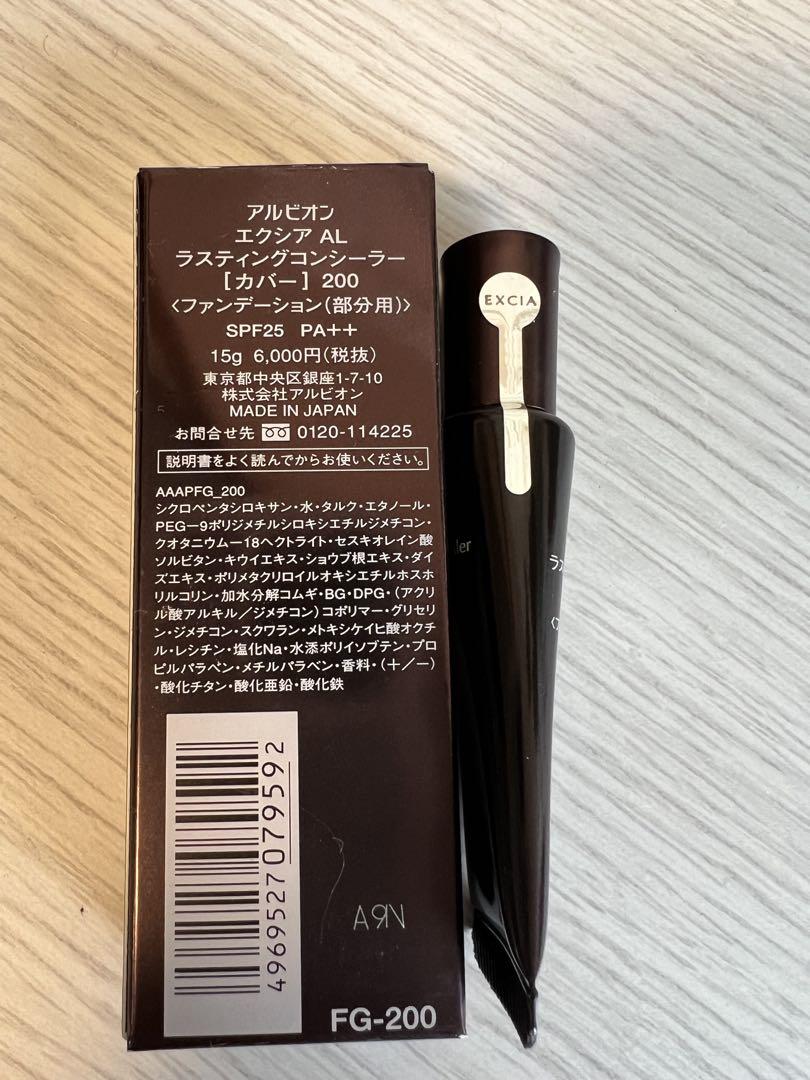 アルビオン
エクシア AL
ラスティングコンシーラー
[カバー] 200
〈ファンデーション(部分用)〉
SPF25 PA++
15g 6,000円(税抜)
東京都中央区銀座1-7-10
株式会社アルビオン
MADE IN JAPAN
お問合せ先 0120-114225
説明書をよく読んでからお使いください。
AAAPFG_200
シクロペンタシロキサン・水・タルク・エタノール・
PEGー9ポリジメチルシロキシエチルジメチコン・
クオタニウムー18ヘクトライト・セスキオレイン酸
ソルビタン・キウイエキス・ショウブ根エキス・ダイ
ズエキス・ポリメタクリロイルオキシエチルホスホ
リルコリン・加水分解コムギ・BG・DPG・(アクリ
ル酸アルキル/ジメチコン)コポリマー・グリセリ
ン・ジメチコン・スクワラン・メトキシケイヒ酸オクチ
ル・レシチン・塩化Na・水添ポリイソブテン・プロ
ピルパラベン・メチルパラベン・香料・(+/-)
・酸化チタン・酸化亜鉛・酸化鉄
4969527079592
A9N
FG-200
EXCIA
ler
ラス